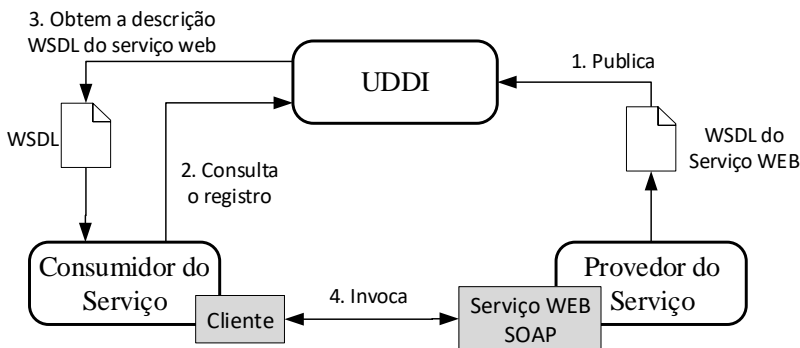 3. Obtem a descrição
WSDL do serviço web
UDDI
1. Publica
WSDL
WSDL do
Serviço WEB
2. Consulta
o registro
Consumidor do
Serviço
Provedor do
Serviço
Cliente
4. Invoca
Serviço WEB
SOAP